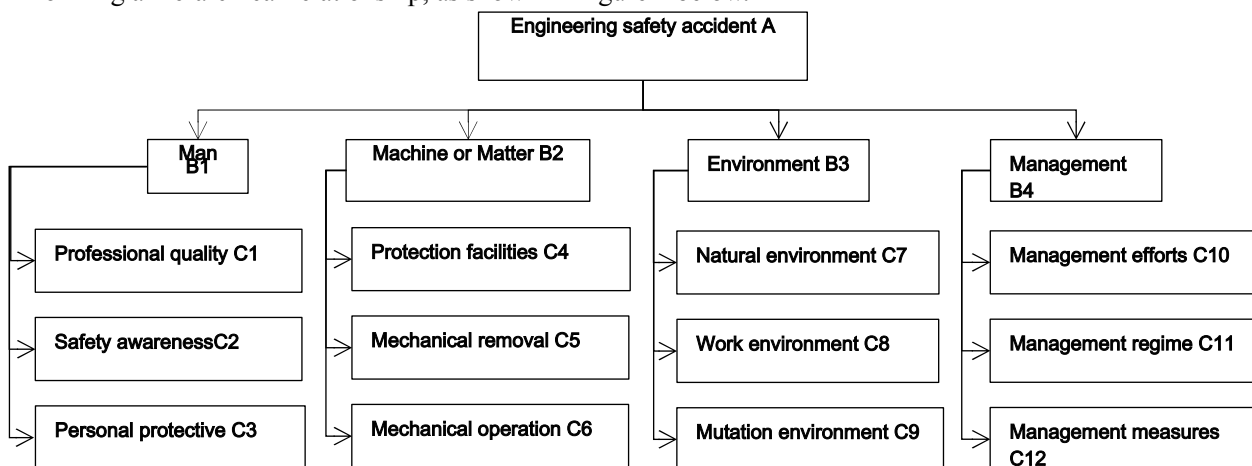 Engineering safety accident A
Man
B1
Machine or Matter B2
Environment B3
Management
B4
Professional quality C1
Protection facilities C4
Natural environment C7
Management efforts C10
Safety awarenessC2
Mechanical removal C5
Work environment C8
Management regime C11
Personal protective C3
Mechanical operation C6
Mutation environment C9
Management measures
C12